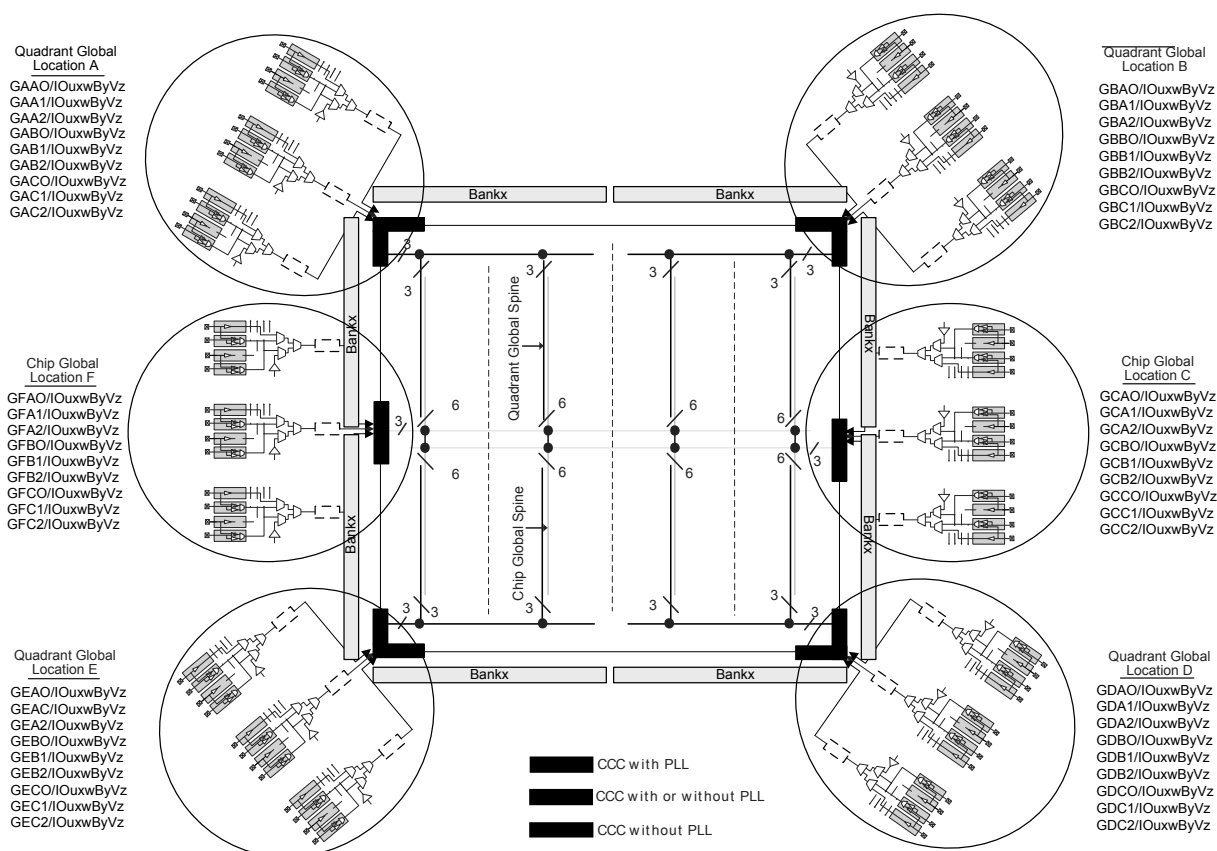 Quadrant Global
Location A
GAAO/IOuxwByVz
GAA1/IOuxwByVz
GAA2/IOuxwByVz
GABO/IOuxwByVz
GAB1/IOuxwByVz
GAB2/IOuxwByVz
GACO/IOuxwByVz
GAC1/IOuxwByVz
GAC2/IOuxwByVz
Quadrant Global
Location B
GBAO/IOuxwByVz
GBA1/IOuxwByVz
GBA2/IOuxwByVz
GBBO/IOuxwByVz
GBB1/IOuxwByVz
GBB2/IOuxwByVz
GBCO/IOuxwByVz
GBC1/IOuxwByVz
GBC2/IOuxwByVz
Bankx
Bankx
3
3
3
3
3
3
Bankx
Bankx
Quadrant Global Spine
Chip Global
Location F
GFAO/IOuxwByVz
GFA1/IOuxwByVz
GFA2/IOuxwByVz
GFBO/IOuxwByVz
GFB1/IOuxwByVz
GFB2/IOuxwByVz
GFCO/IOuxwByVz
GFC1/IOuxwByVz
GFC2/IOuxwByVz
Chip Global
Location C
GCAO/IOuxwByVz
GCA1/IOuxwByVz
GCA2/IOuxwByVz
GCBO/IOuxwByVz
GCB1/IOuxwByVz
GCB2/IOuxwByVz
GCCO/IOuxwByVz
GCC1/IOuxwByVz
GCC2/IOuxwByVz
6
6
6
6
3
3
6
6
6
6
Chip Global Spine
Bankx
Bankx
3
3
3
3
3
3
Bankx
Bankx
Quadrant Global
Location E
GEAO/IOuxwByVz
GEAC/IOuxwByVz
GEA2/IOuxwByVz
GEBO/IOuxwByVz
GEB1/IOuxwByVz
GEB2/IOuxwByVz
GECO/IOuxwByVz
GEC1/IOuxwByVz
GEC2/IOuxwByVz
Quadrant Global
Location D
GDAO/IOuxwByVz
GDA1/IOuxwByVz
GDA2/IOuxwByVz
GDBO/IOuxwByVz
GDB1/IOuxwByVz
GDB2/IOuxwByVz
GDCO/IOuxwByVz
GDC1/IOuxwByVz
GDC2/IOuxwByVz
CCC with PLL
CCC with or without PLL
CCC without PLL